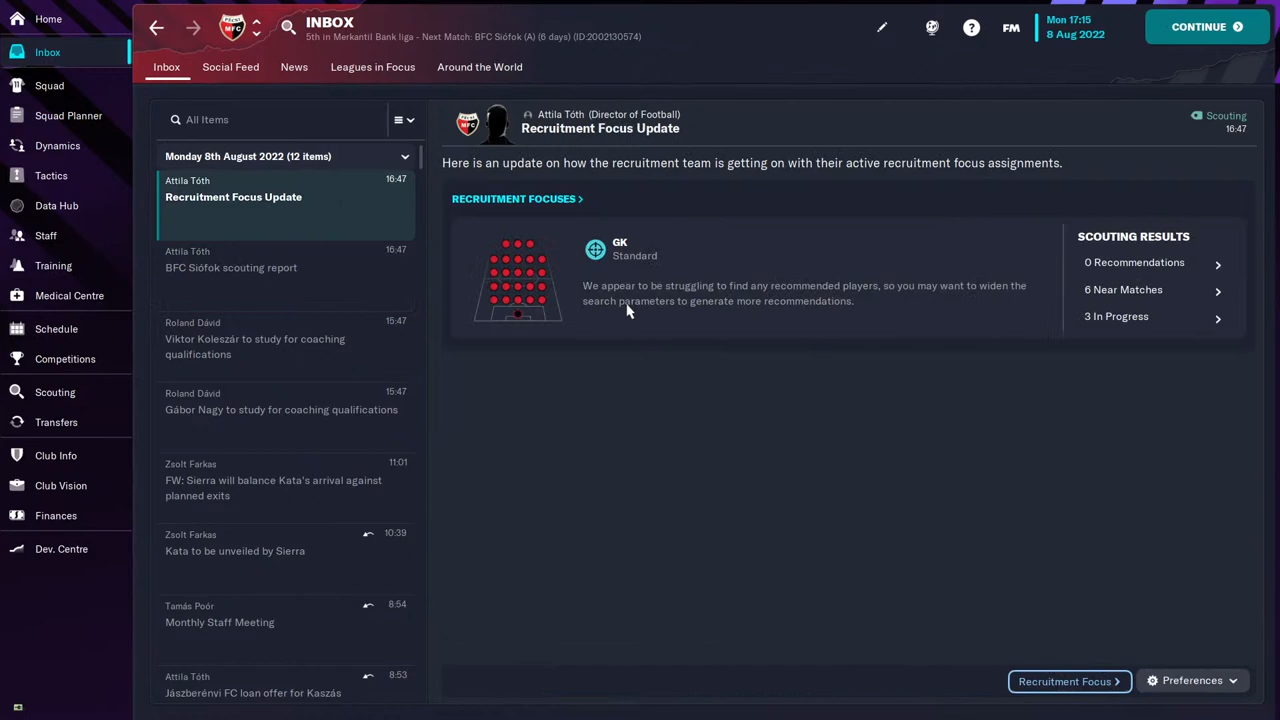 Home
Inbox
Squad
Squad Planner
Dynamics
Tactics
Data Hub
Staff
Training
Medical Centre
Schedule
Competitions
Scouting
Transfers
Club Info
Club Vision
Finances
Dev. Centre
PÉCSI
MFC
INBOX
5th in Merkantil Bank liga - Next Match: BFC Siófok (A) (6 days) (ID:2002130574)
?
FM
Mon 17:15
8 Aug 2022
CONTINUE
Inbox
Social Feed
News
Leagues in Focus
Around the World
All Items
Monday 8th August 2022 (12 items)
Attila Tóth 16:47
Recruitment Focus Update
Attila Tóth 16:47
BFC Siófok scouting report
Roland Dávid 15:47
Viktor Koleszár to study for coaching
qualifications
Roland Dávid 15:47
Gábor Nagy to study for coaching qualifications
Zsolt Farkas 11:01
FW: Sierra will balance Kata's arrival against
planned exits
Zsolt Farkas 10:39
Kata to be unveiled by Sierra
Tamás Poór 8:54
Monthly Staff Meeting
Attila Tóth 8:53
Jászberényi FC loan offer for Kaszás
Attila Tóth (Director of Football)
Recruitment Focus Update
Scouting
16:47
Here is an update on how the recruitment team is getting on with their active recruitment focus assignments.
RECRUITMENT FOCUSES >
GK
Standard
We appear to be struggling to find any recommended players, so you may want to widen the
search parameters to generate more recommendations.
SCOUTING RESULTS
0 Recommendations
6 Near Matches
3 In Progress
Recruitment Focus >
Preferences